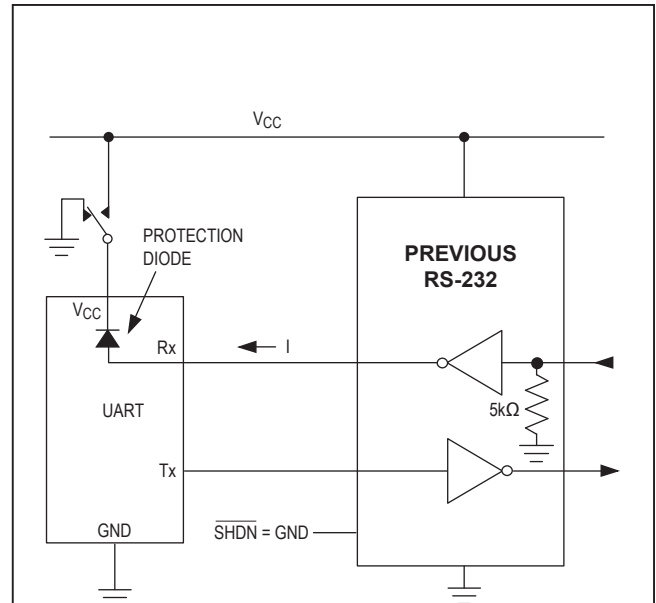 VCC
PROTECTION
DIODE
PREVIOUS
RS-232
VCC
Rx
I
UART
5kΩ
Tx
GND
SHDN = GND